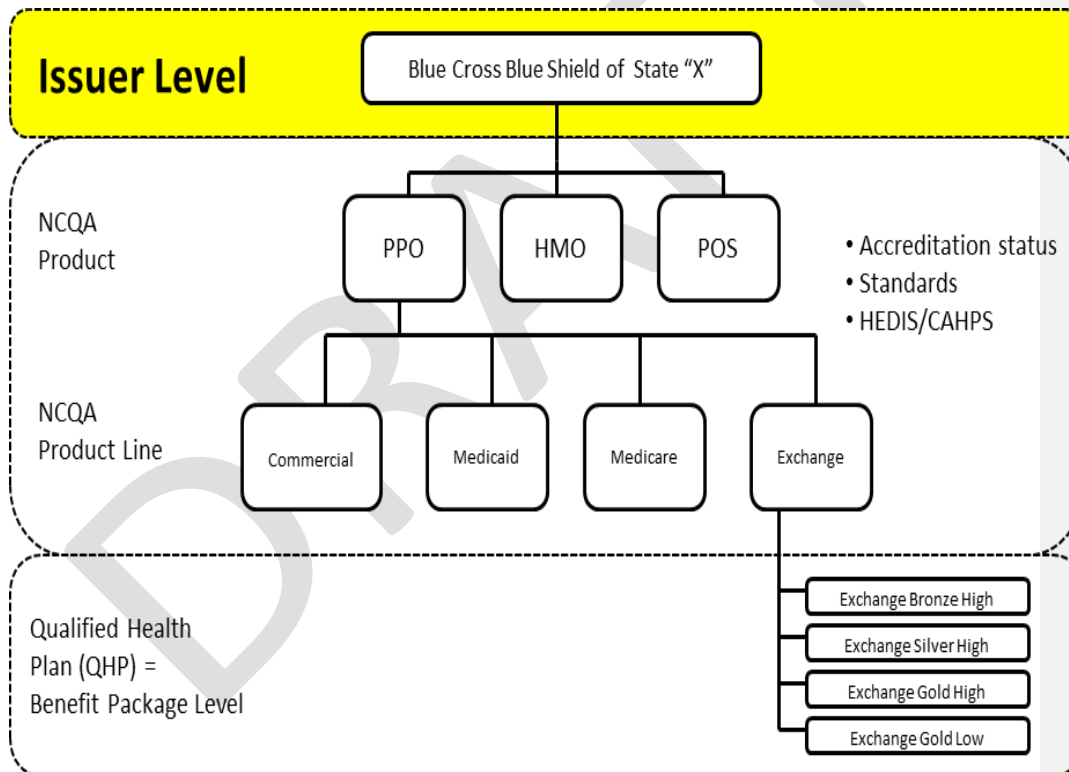 Issuer Level
Blue Cross Blue Shield of State “X”
NCQA
Product
PPO
HMO
POS
• Accreditation status
• Standards
• HEDIS/CAHPS
NCQA
Product Line
Commercial
Medicaid
Medicare
Exchange
Qualified Health
Plan (QHP) =
Benefit Package Level
Exchange Bronze High
Exchange Silver High
Exchange Gold High
Exchange Gold Low
DRAFT